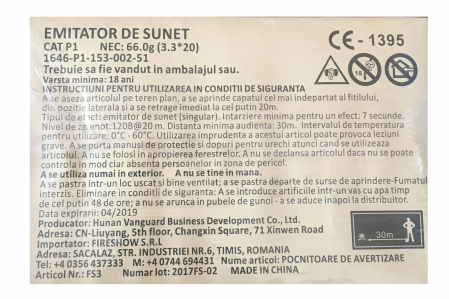 EMITATOR DE SUNET
CAT P1 NEC: 66.0g (3.3*20)
1646-P1-153-002-51
Trebuie sa fie vandut in ambalajul sau.
Varsta minima: 18 ani
CE - 1395
18
INSTRUCTIUNI PENTRU UTILIZAREA IN CONDITII DE SIGURANTA
A se aseza articolul pe teren plan, a se aprinde capatul cel mai indepartat al fitilului,
din pozitie laterala si a se retrage imediat la cel putin 20m.
Tipul de efect:emitator de sunet (singular). Intarziere minima pentru un efect: 7 secunde.
Nivel de zgomot:120B@20 m. Distanta minima audienta: 30m. Intervalul de temperatura
pentru functionare: 0°C - 60°C. Utilizarea imprudenta a acestui articol poate provoca leziuni
grave. A se purta manusi de protectie si dopuri pentru urechi atunci cand se utilizeaza
articolul. A nu se folosi in apropierea ferestrelor. A nu se declansa articolul daca nu se poate
controla in mod clar absenta persoanelor in zona de pericol.
A se utiliza numai in exterior. A nu se tine in mana.
A se pastra intr-un loc uscat si bine ventilat; a se pastra departe de surse de aprindere-Fumatul
interzis. Eliminare in conditii de siguranta: A se introduce artificiile intr-un vas cu apa timp
de cel putin 48 de ore; a nu se arunca in pubele de gunoi - a se aduce inapoi la distribuitor.
Data expirarii: 04/2019
Producator: Hunan Vanguard Business Development Co., Ltd.
Adresa: CN-Liuyang, 5th floor, Changxin Square, 71 Xinwen Road
Importator: FIRESHOW S.R.L
Adresa: SACALAZ, STR. INDUSTRIEI NR.6, TIMIS, ROMANIA
Tel: +4 0356 437333 M: +4 0744 694431 Nume articol: POCNITOARE DE AVERTIZARE
Articol Nr: FS3 Numar lot: 2017FS-02 MADE IN CHINA
30m